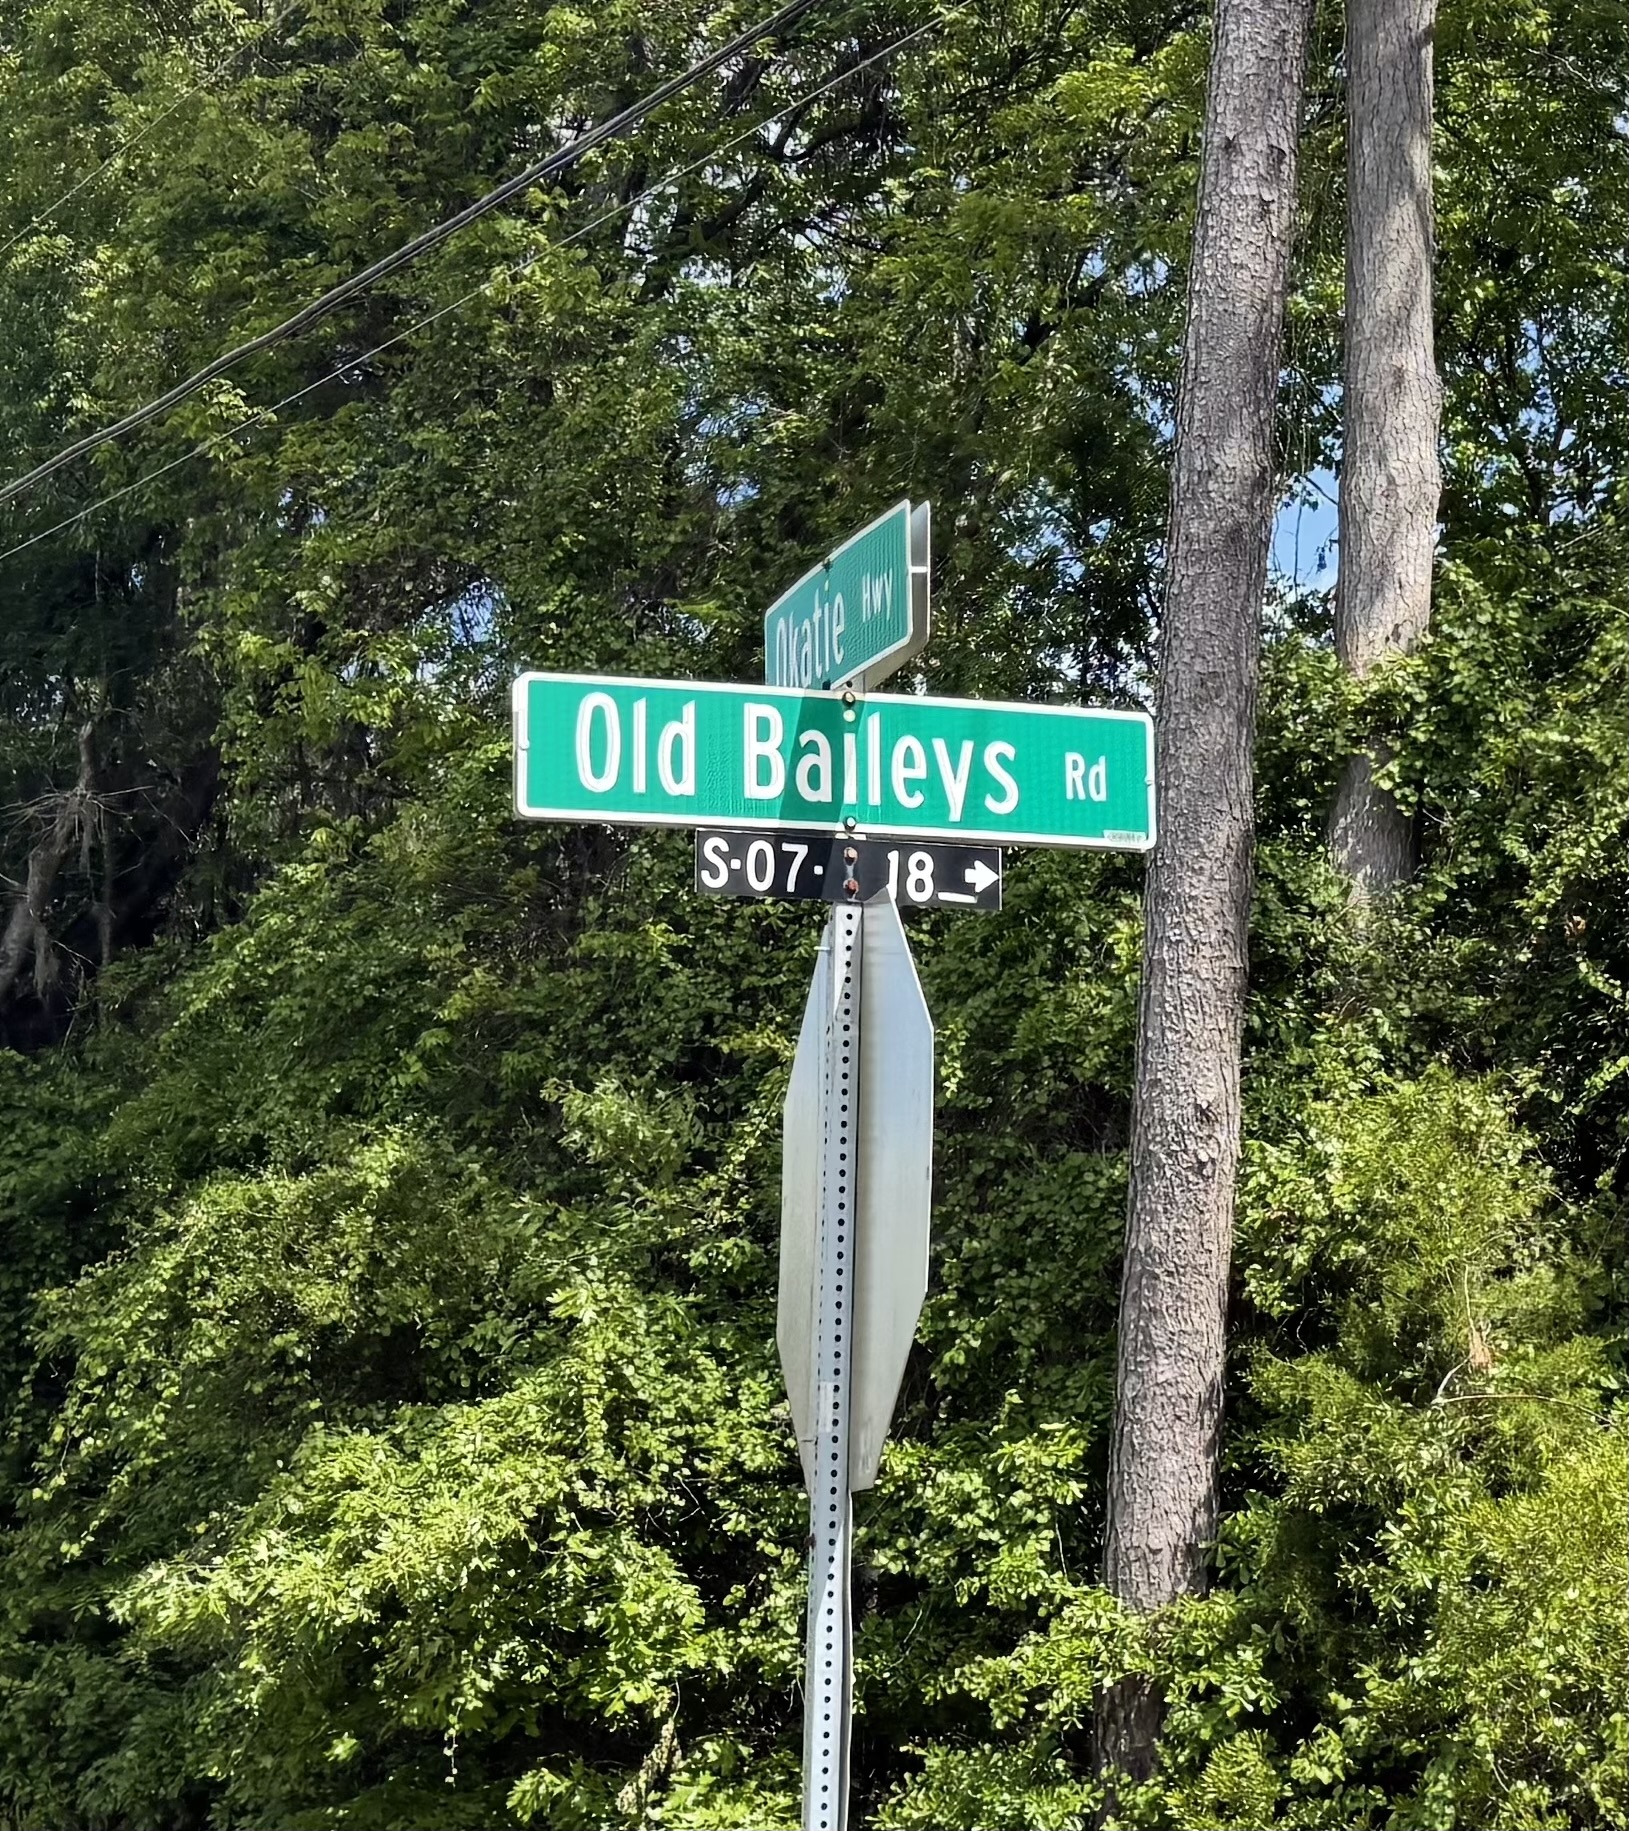 Okatie Hwy
Old Baileys Rd
S-07-18